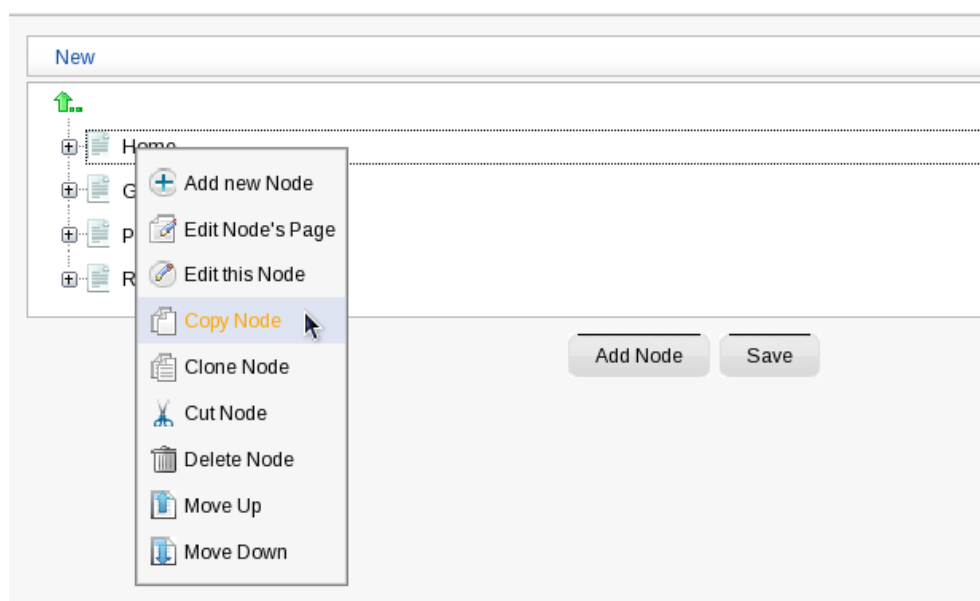 New
Home
G
P
R
Add new Node
Edit Node's Page
Edit this Node
Copy Node
Clone Node
Cut Node
Delete Node
Move Up
Move Down
Add Node
Save